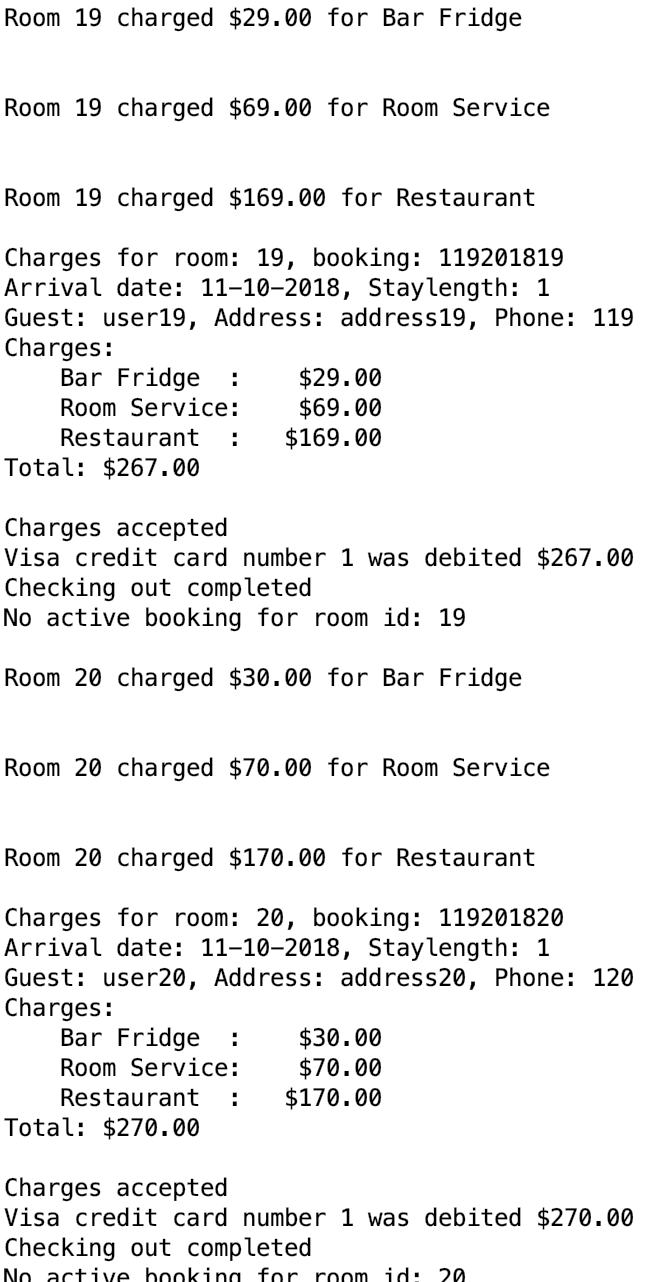 Room 19 charged $29.00 for Bar Fridge
Room 19 charged $69.00 for Room Service
Room 19 charged $169.00 for Restaurant
Charges for room: 19, booking: 119201819
Arrival date: 11-10-2018, Staylength: 1
Guest: user19, Address: address19, Phone: 119
Charges:
    Bar Fridge  :    $29.00
    Room Service:    $69.00
    Restaurant  :   $169.00
Total: $267.00
Charges accepted
Visa credit card number 1 was debited $267.00
Checking out completed
No active booking for room id: 19
Room 20 charged $30.00 for Bar Fridge
Room 20 charged $70.00 for Room Service
Room 20 charged $170.00 for Restaurant
Charges for room: 20, booking: 119201820
Arrival date: 11-10-2018, Staylength: 1
Guest: user20, Address: address20, Phone: 120
Charges:
    Bar Fridge  :    $30.00
    Room Service:    $70.00
    Restaurant  :   $170.00
Total: $270.00
Charges accepted
Visa credit card number 1 was debited $270.00
Checking out completed
No active booking for room id: 20